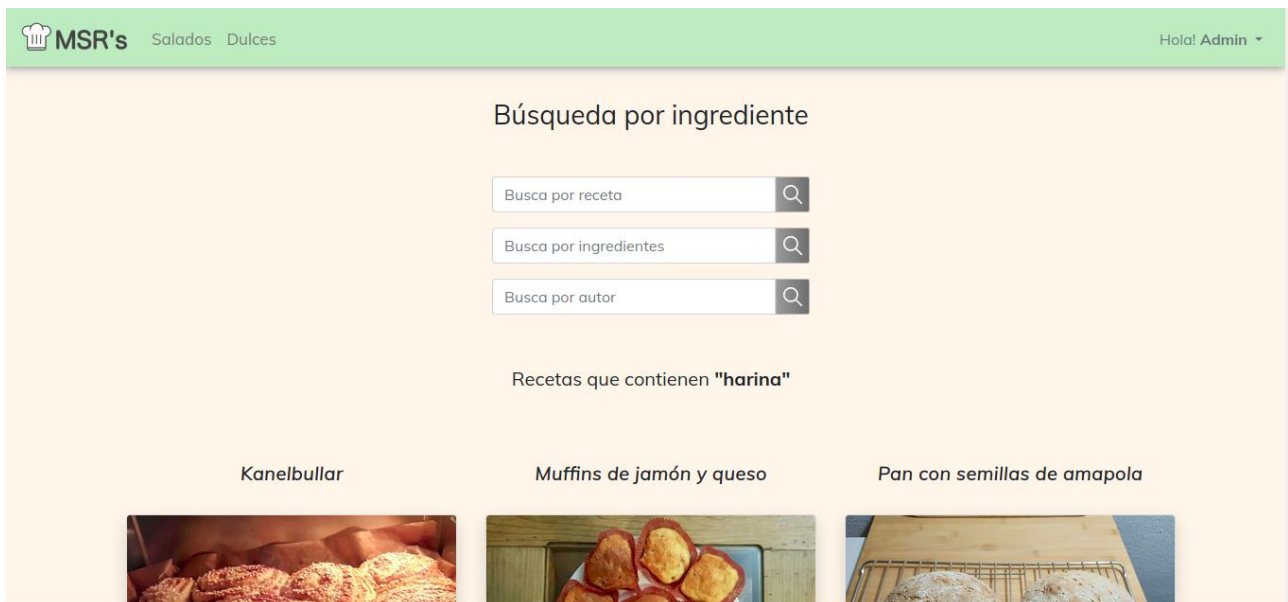 MSR's Salados Dulces Hola! Admin
Búsqueda por ingrediente
Busca por receta
Busca por ingredientes
Busca por autor
Recetas que contienen "harina"
Kanelbullar Muffins de jamón y queso Pan con semillas de amapola